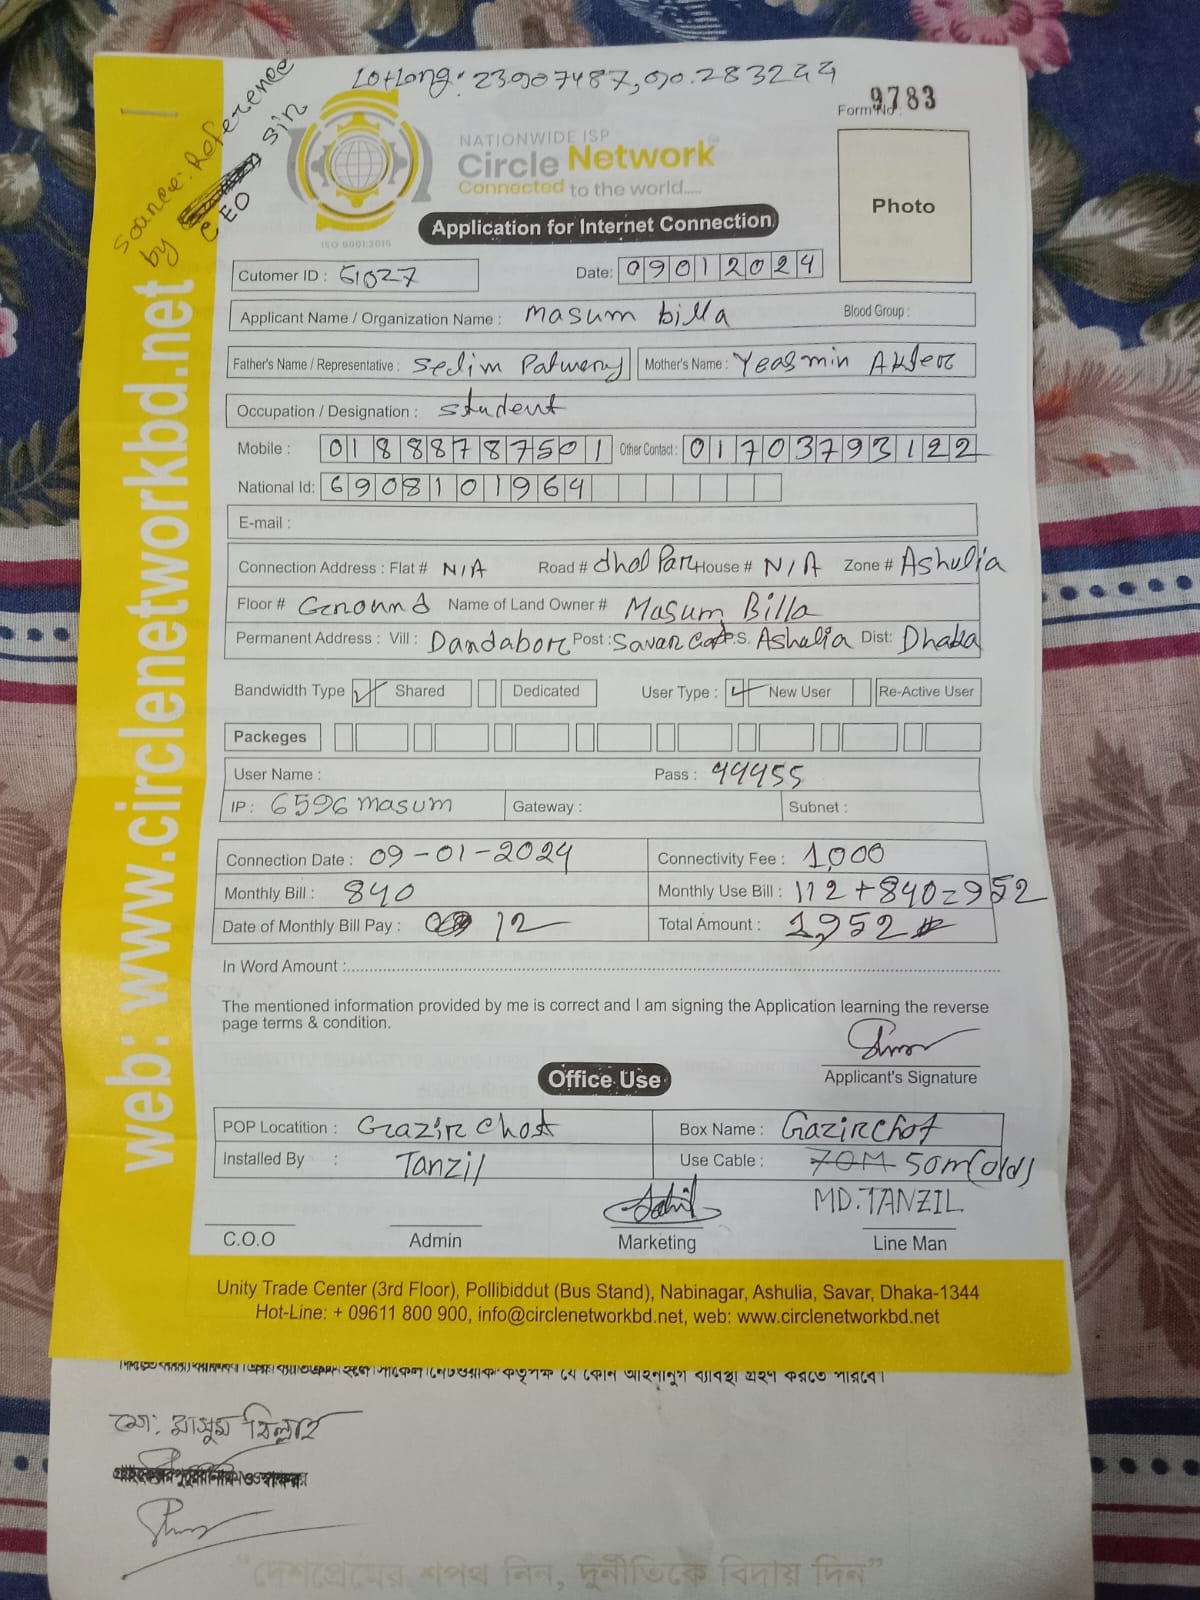 Lo+Long: 23.907487, 90.283244
Source: Reference
by sir
CEO
Form No: 9783
NATIONWIDE ISP
Circle Network
Connected to the world.....
ISO 9001:2015
Photo
Application for Internet Connection
Cutomer ID : 51027 Date: 09012024
Applicant Name / Organization Name : Masum billa Blood Group :
Father's Name / Representative : Selim Patwery Mother's Name : Yeasmin Akter
Occupation / Designation : Student
Mobile : 01888787501 Other Contact : 01703793122
National Id: 6908101964
E-mail :
Connection Address : Flat # N/A Road # dhal Par House # N/A Zone # Ashulia
Floor # Ground Name of Land Owner # Masum Billa
Permanent Address : Vill : Dandabor Post : Savar Cat P.S. Ashulia Dist: Dhaka
Bandwidth Type ✓ Shared Dedicated User Type : ✓ New User Re-Active User
Packeges
User Name : Pass : 44455
IP : 6596 masum Gateway : Subnet :
Connection Date : 09-01-2024 Connectivity Fee : 1,000
Monthly Bill : 840 Monthly Use Bill : 112+840=952
Date of Monthly Bill Pay : 12 Total Amount : 1,952
In Word Amount :
The mentioned information provided by me is correct and I am signing the Application learning the reverse
page terms & condition.
Applicant's Signature
Office Use
POP Locatition : Gazir Chot Box Name : Gazirchot
Installed By : Tanzil Use Cable : 70M 50m(old)
MD. TANZIL
C.O.O Admin Marketing Line Man
Unity Trade Center (3rd Floor), Pollibiddut (Bus Stand), Nabinagar, Ashulia, Savar, Dhaka-1344
Hot-Line: + 09611 800 900, info@circlenetworkbd.net, web: www.circlenetworkbd.net
web: www.circlenetworkbd.net
সার্কেল নেটওয়ার্ক কর্তৃপক্ষ যে কোন আইনানুগ ব্যবস্থা গ্রহণ করতে পারবে।
মো: মাসুম বিল্লাহ
“দেশপ্রেমের শপথ নিন, দুর্নীতিকে বিদায় দিন”